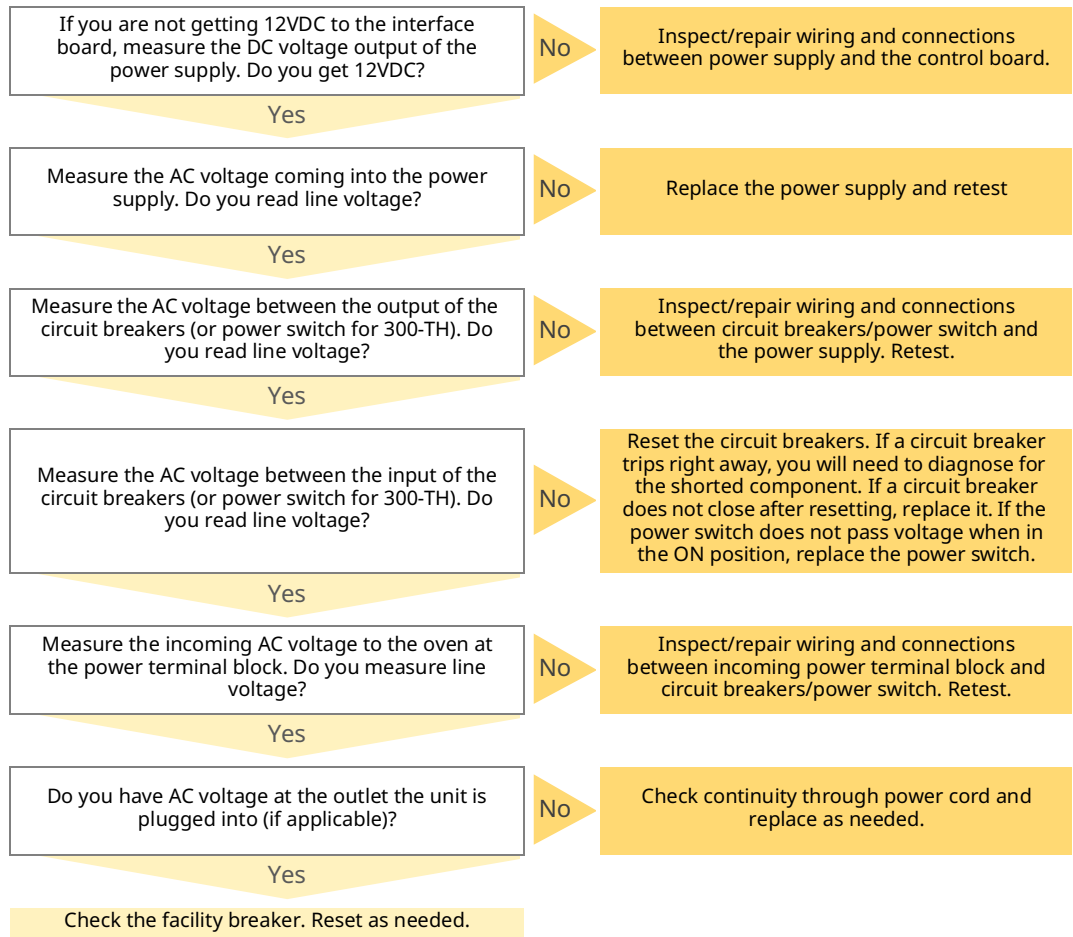 If you are not getting 12VDC to the interface
board, measure the DC voltage output of the
power supply. Do you get 12VDC?
No
Inspect/repair wiring and connections
between power supply and the control board.
Yes
Measure the AC voltage coming into the power
supply. Do you read line voltage?
No
Replace the power supply and retest
Yes
Measure the AC voltage between the output of the
circuit breakers (or power switch for 300-TH). Do
you read line voltage?
No
Inspect/repair wiring and connections
between circuit breakers/power switch and
the power supply. Retest.
Yes
Measure the AC voltage between the input of the
circuit breakers (or power switch for 300-TH). Do
you read line voltage?
No
Reset the circuit breakers. If a circuit breaker
trips right away, you will need to diagnose for
the shorted component. If a circuit breaker
does not close after resetting, replace it. If the
power switch does not pass voltage when in
the ON position, replace the power switch.
Yes
Measure the incoming AC voltage to the oven at
the power terminal block. Do you measure line
voltage?
No
Inspect/repair wiring and connections
between incoming power terminal block and
circuit breakers/power switch. Retest.
Yes
Do you have AC voltage at the outlet the unit is
plugged into (if applicable)?
No
Check continuity through power cord and
replace as needed.
Yes
Check the facility breaker. Reset as needed.